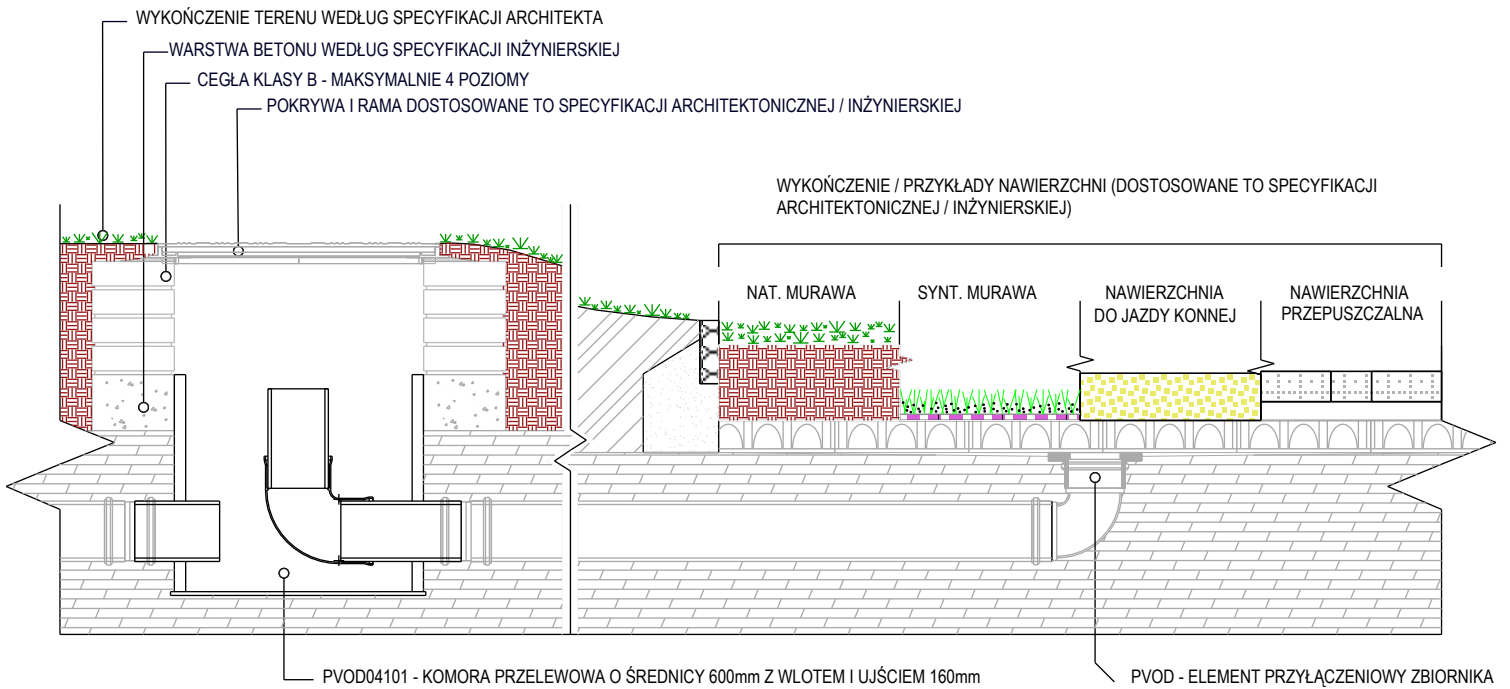 WYKOŃCZENIE TERENU WEDŁUG SPECYFIKACJI ARCHITEKTA
WARSTWA BETONU WEDŁUG SPECYFIKACJI INŻYNIERSKIEJ
CEGŁA KLASY B - MAKSYMALNIE 4 POZIOMY
POKRYWA I RAMA DOSTOSOWANE TO SPECYFIKACJI ARCHITEKTONICZNEJ / INŻYNIERSKIEJ
WYKOŃCZENIE / PRZYKŁADY NAWIERZCHNI (DOSTOSOWANE TO SPECYFIKACJI
ARCHITEKTONICZNEJ / INŻYNIERSKIEJ)
NAT. MURAWA
SYNT. MURAWA
NAWIERZCHNIA
DO JAZDY KONNEJ
NAWIERZCHNIA
PRZEPUSZCZALNA
PVOD04101 - KOMORA PRZELEWOWA O ŚREDNICY 600mm Z WLOTEM I UJŚCIEM 160mm
PVOD - ELEMENT PRZYŁĄCZENIOWY ZBIORNIKA